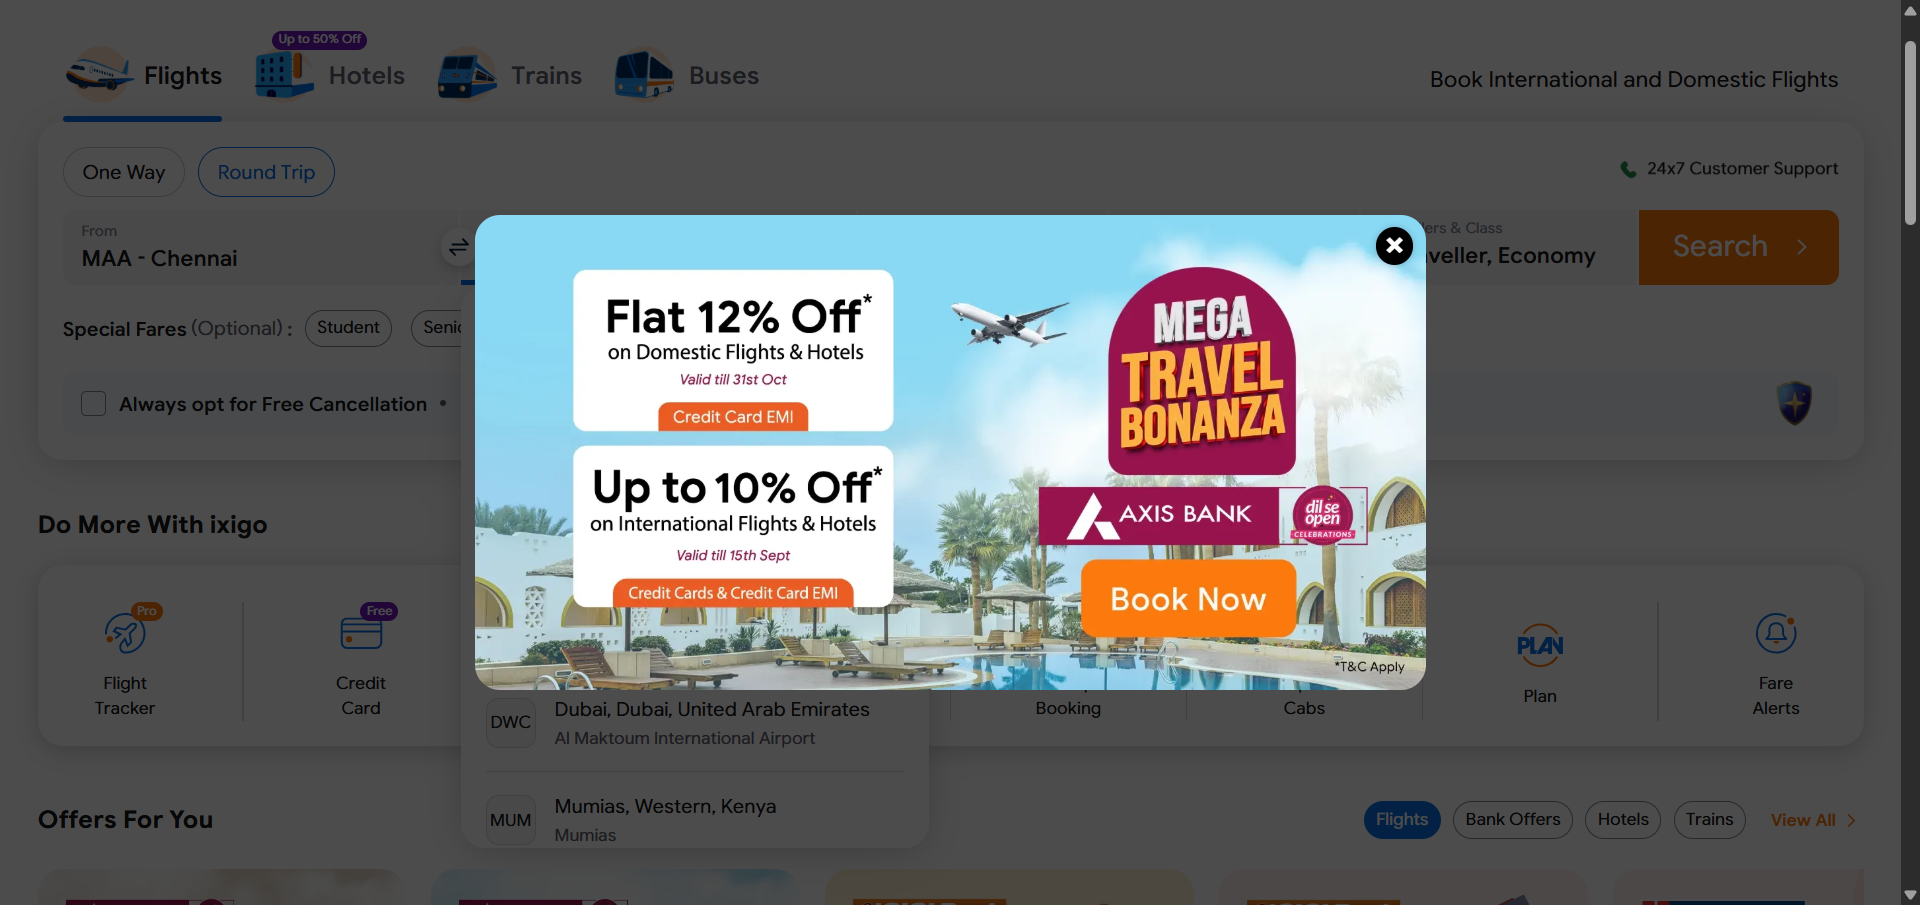 Up to 50% Off
Flights
Hotels
Trains
Buses
Book International and Domestic Flights
One Way
Round Trip
24x7 Customer Support
From
MAA - Chennai
ers & Class
veller, Economy
Search
Special Fares (Optional) :
Student
Senio
Always opt for Free Cancellation •
Flat 12% Off*
on Domestic Flights & Hotels
Valid till 31st Oct
Credit Card EMI
Up to 10% Off*
on International Flights & Hotels
Valid till 15th Sept
Credit Cards & Credit Card EMI
MEGA
TRAVEL
BONANZA
AXIS BANK
dil se
open
CELEBRATIONS
Book Now
*T&C Apply
Do More With ixigo
Pro
Flight
Tracker
Free
Credit
Card
Booking
Cabs
PLAN
Plan
Fare
Alerts
DWC
Dubai, Dubai, United Arab Emirates
Al Maktoum International Airport
MUM
Mumias, Western, Kenya
Mumias
Offers For You
Flights
Bank Offers
Hotels
Trains
View All